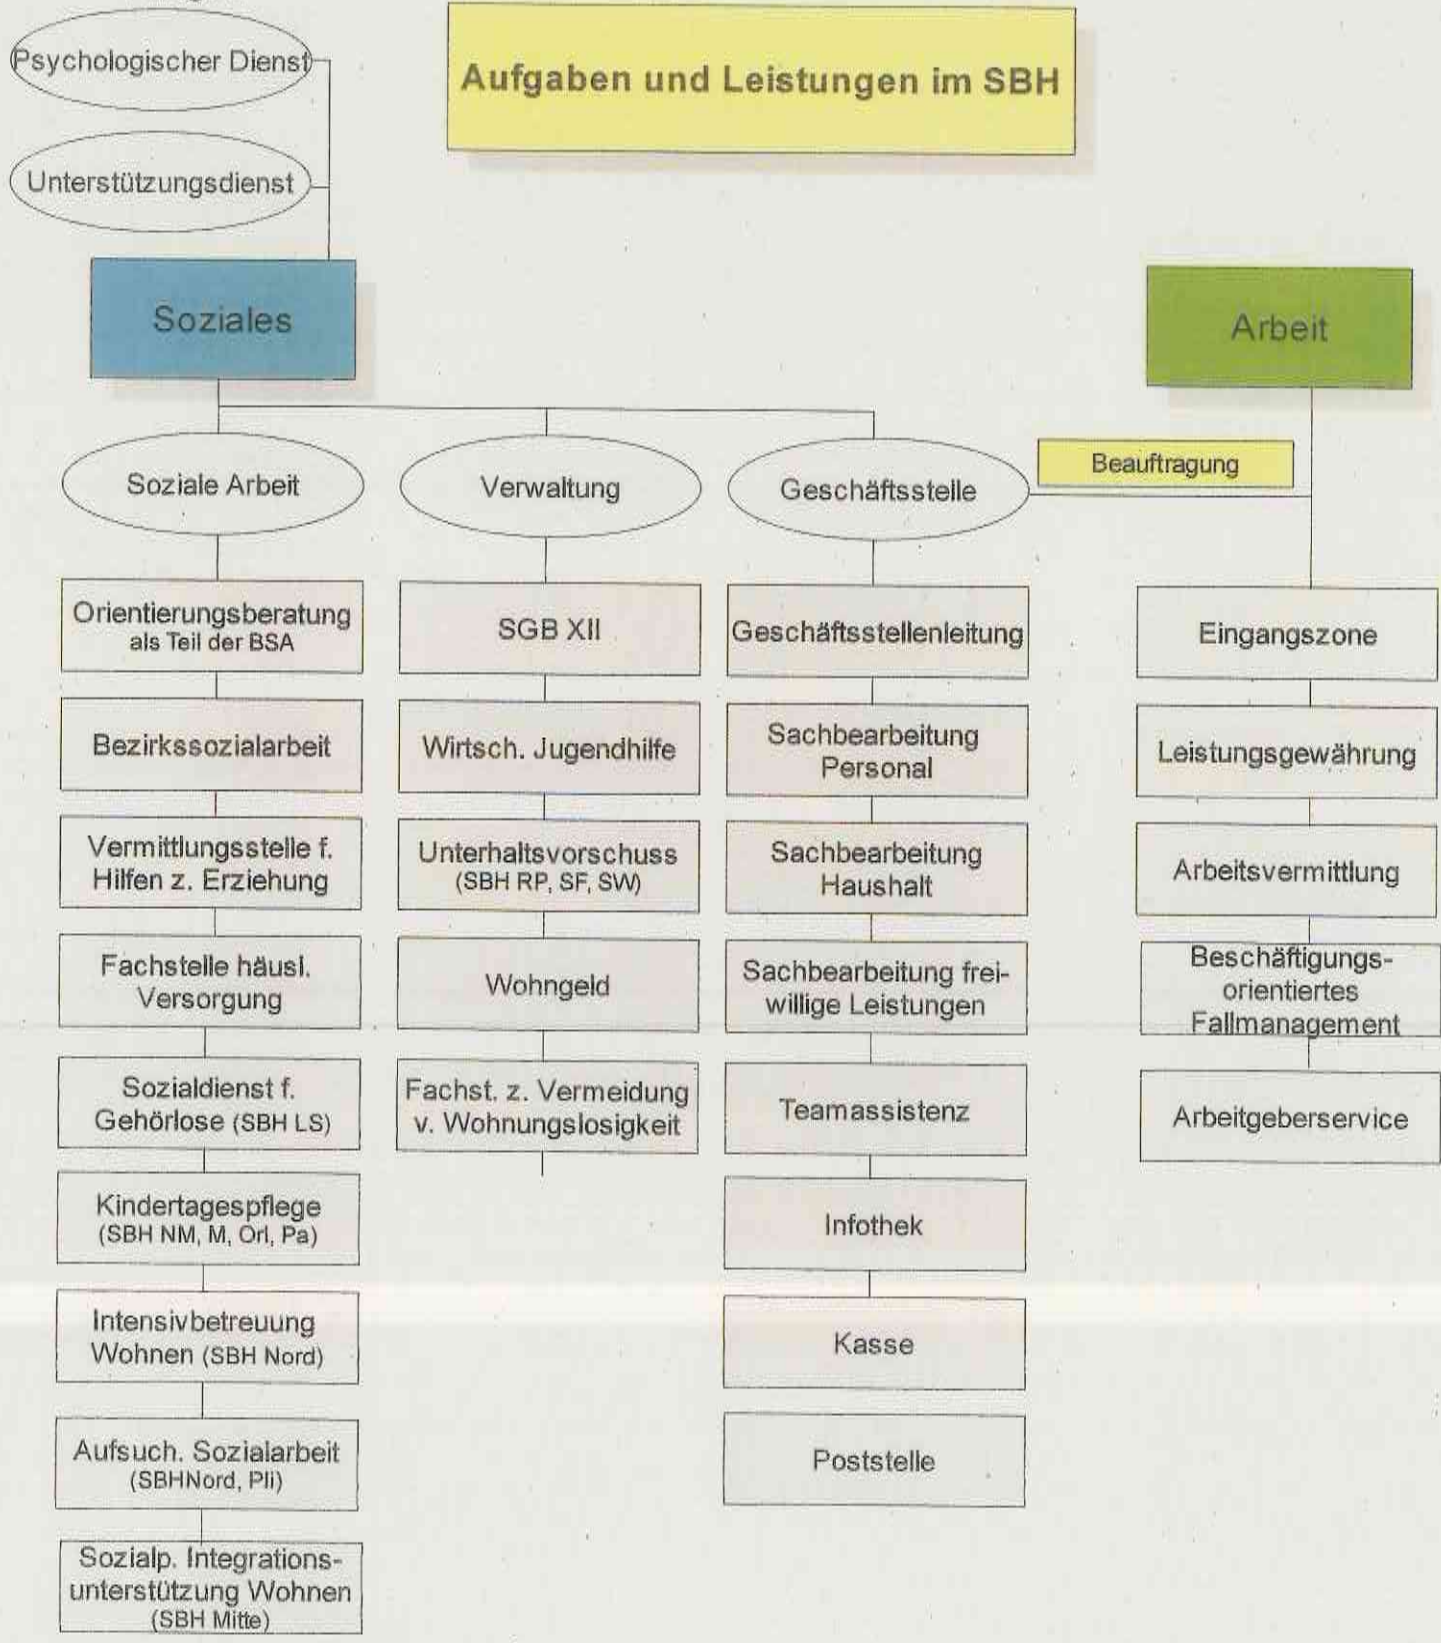 Psychologischer Dienst
Unterstützungsdienst
Aufgaben und Leistungen im SBH
Soziales
Arbeit
Beauftragung
Soziale Arbeit
Verwaltung
Geschäftsstelle
Orientierungsberatung
als Teil der BSA
Bezirkssozialarbeit
Vermittlungsstelle f.
Hilfen z. Erziehung
Fachstelle häusl.
Versorgung
Sozialdienst f.
Gehörlose (SBH LS)
Kindertagespflege
(SBH NM, M, Orl, Pa)
Intensivbetreuung
Wohnen (SBH Nord)
Aufsuch. Sozialarbeit
(SBHNord, Pli)
Sozialp. Integrations-
unterstützung Wohnen
(SBH Mitte)
SGB XII
Wirtsch. Jugendhilfe
Unterhaltsvorschuss
(SBH RP, SF, SW)
Wohngeld
Fachst. z. Vermeidung
v. Wohnungslosigkeit
Geschäftsstellenleitung
Sachbearbeitung
Personal
Sachbearbeitung
Haushalt
Sachbearbeitung frei-
willige Leistungen
Teamassistenz
Infothek
Kasse
Poststelle
Eingangszone
Leistungsgewährung
Arbeitsvermittlung
Beschäftigungs-
orientiertes
Fallmanagement
Arbeitgeberservice